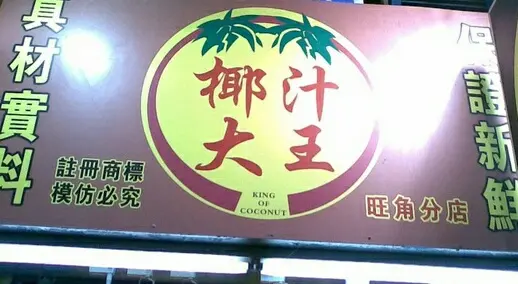 真材實料
椰汁
大王
KING
OF
COCONUT
註冊商標
模仿必究
旺角分店
保證新鮮